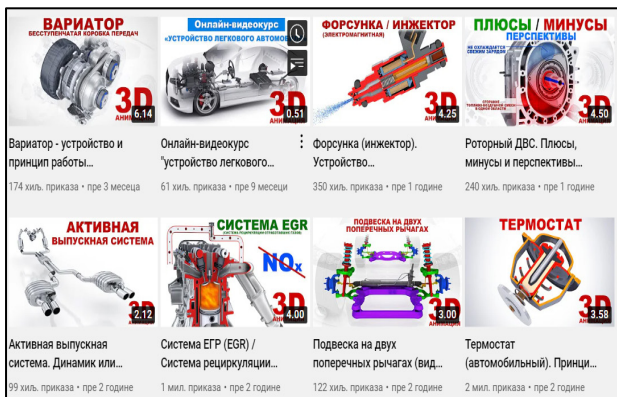 ВАРИАТОР
БЕССТУПЕНЧАТАЯ КОРОБКА ПЕРЕДАЧ
3D
6.14
Вариатор - устройство и
принцип работы...
174 хиљ. приказа • пре 3 месеца
Онлайн-видеокурс
«УСТРОЙСТВО ЛЕГКОВОГО АВТОМОБ
0.51
Онлайн-видеокурс
"устройство легкового...
61 хиљ. приказа • пре 9 месеци
ФОРСУНКА / ИНЖЕКТОР
(ЭЛЕКТРОМАГНИТНАЯ)
3D
4.25
Форсунка (инжектор).
Устройство...
350 хиљ. приказа • пре 1 године
ПЛЮСЫ / МИНУСЫ
ПЕРСПЕКТИВЫ
НЕ ОХЛАЖДАЕТСЯ
СВЕЖИМ ЗАРЯДОМ
3D
4.50
Роторный ДВС. Плюсы,
минусы и перспективы...
240 хиљ. приказа • пре 1 године
АКТИВНАЯ
ВЫПУСКНАЯ СИСТЕМА
3D
2.12
Активная выпускная
система. Динамик или...
99 хиљ. приказа • пре 2 године
СИСТЕМА EGR
NOx
4.00
Система ЕГР (EGR) /
Система рециркуляции...
1 мил. приказа • пре 2 године
ПОДВЕСКА НА ДВУХ
ПОПЕРЕЧНЫХ РЫЧАГАХ
3D
3.00
Подвеска на двух
поперечных рычагах (вид...
122 хиљ. приказа • пре 2 године
ТЕРМОСТАТ
3D
3.58
Термостат
(автомобильный). Принци...
2 мил. приказа • пре 2 године